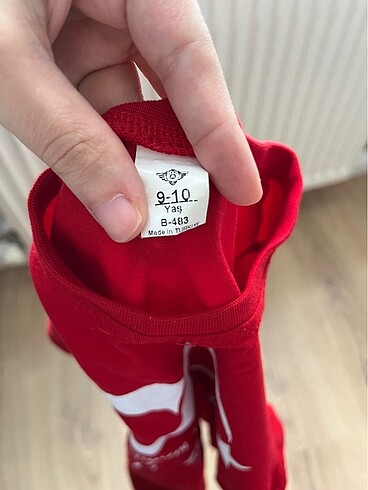 9-10
Yaş
B-483
Made in TURKIYE